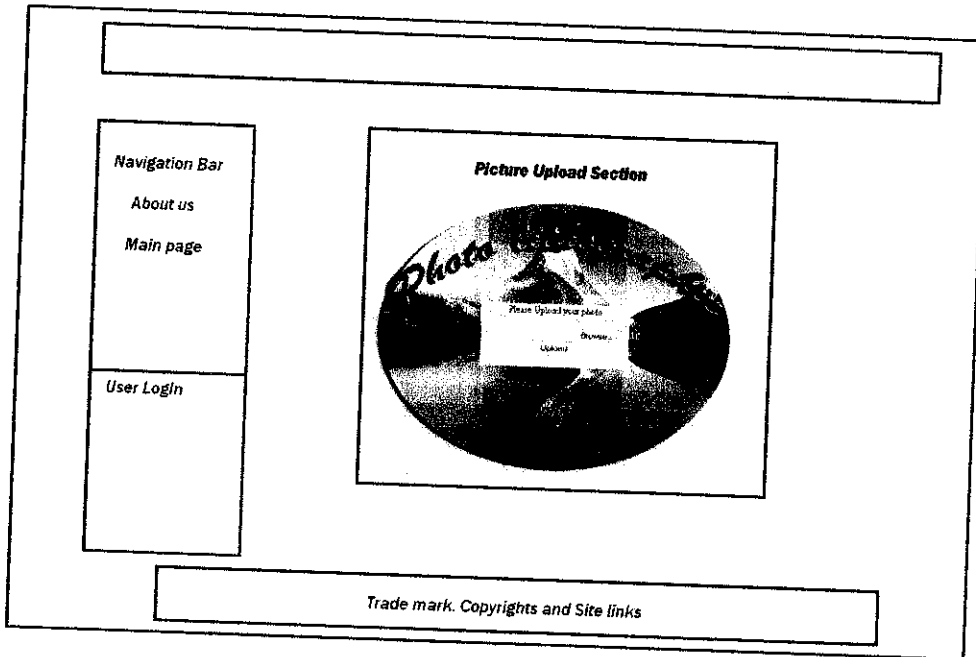 Navigation Bar
About us
Main page
User Login
Picture Upload Section
Photo
Please Upload your photo
Browse...
Upload
Trade mark. Copyrights and Site links